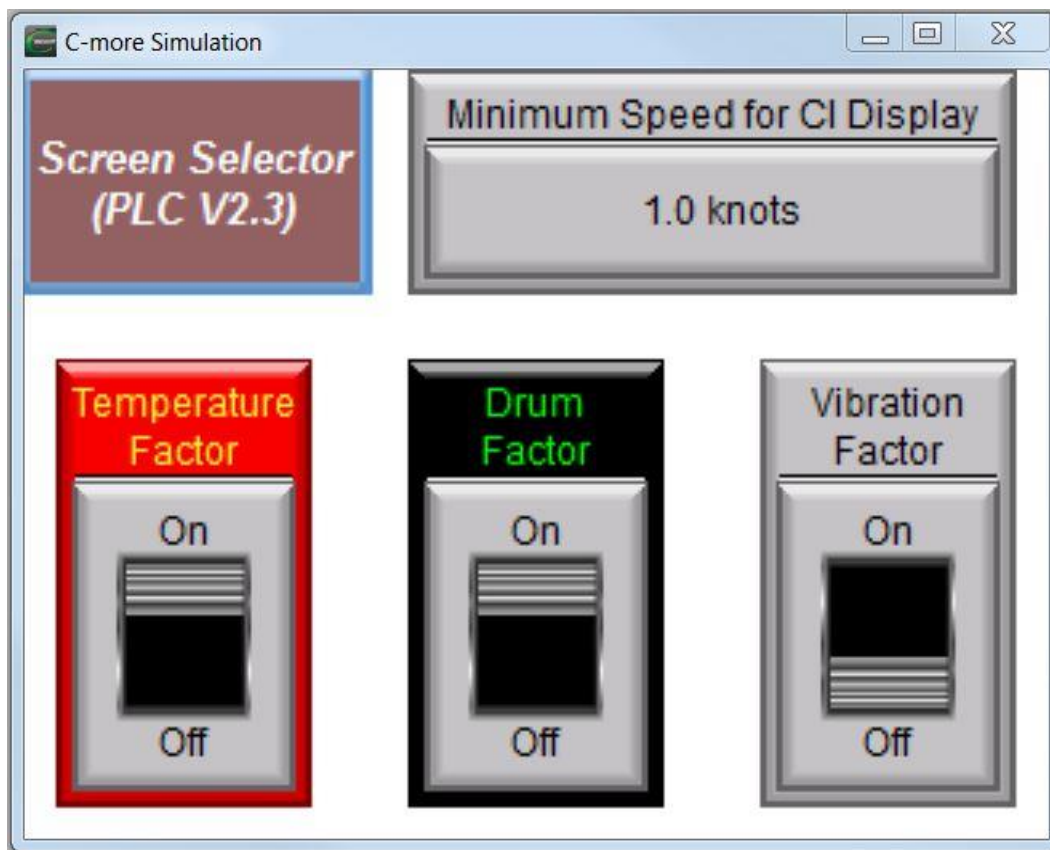 C-more Simulation
Screen Selector
(PLC V2.3)
Minimum Speed for CI Display
1.0 knots
Temperature
Factor
On
Off
Drum
Factor
On
Off
Vibration
Factor
On
Off